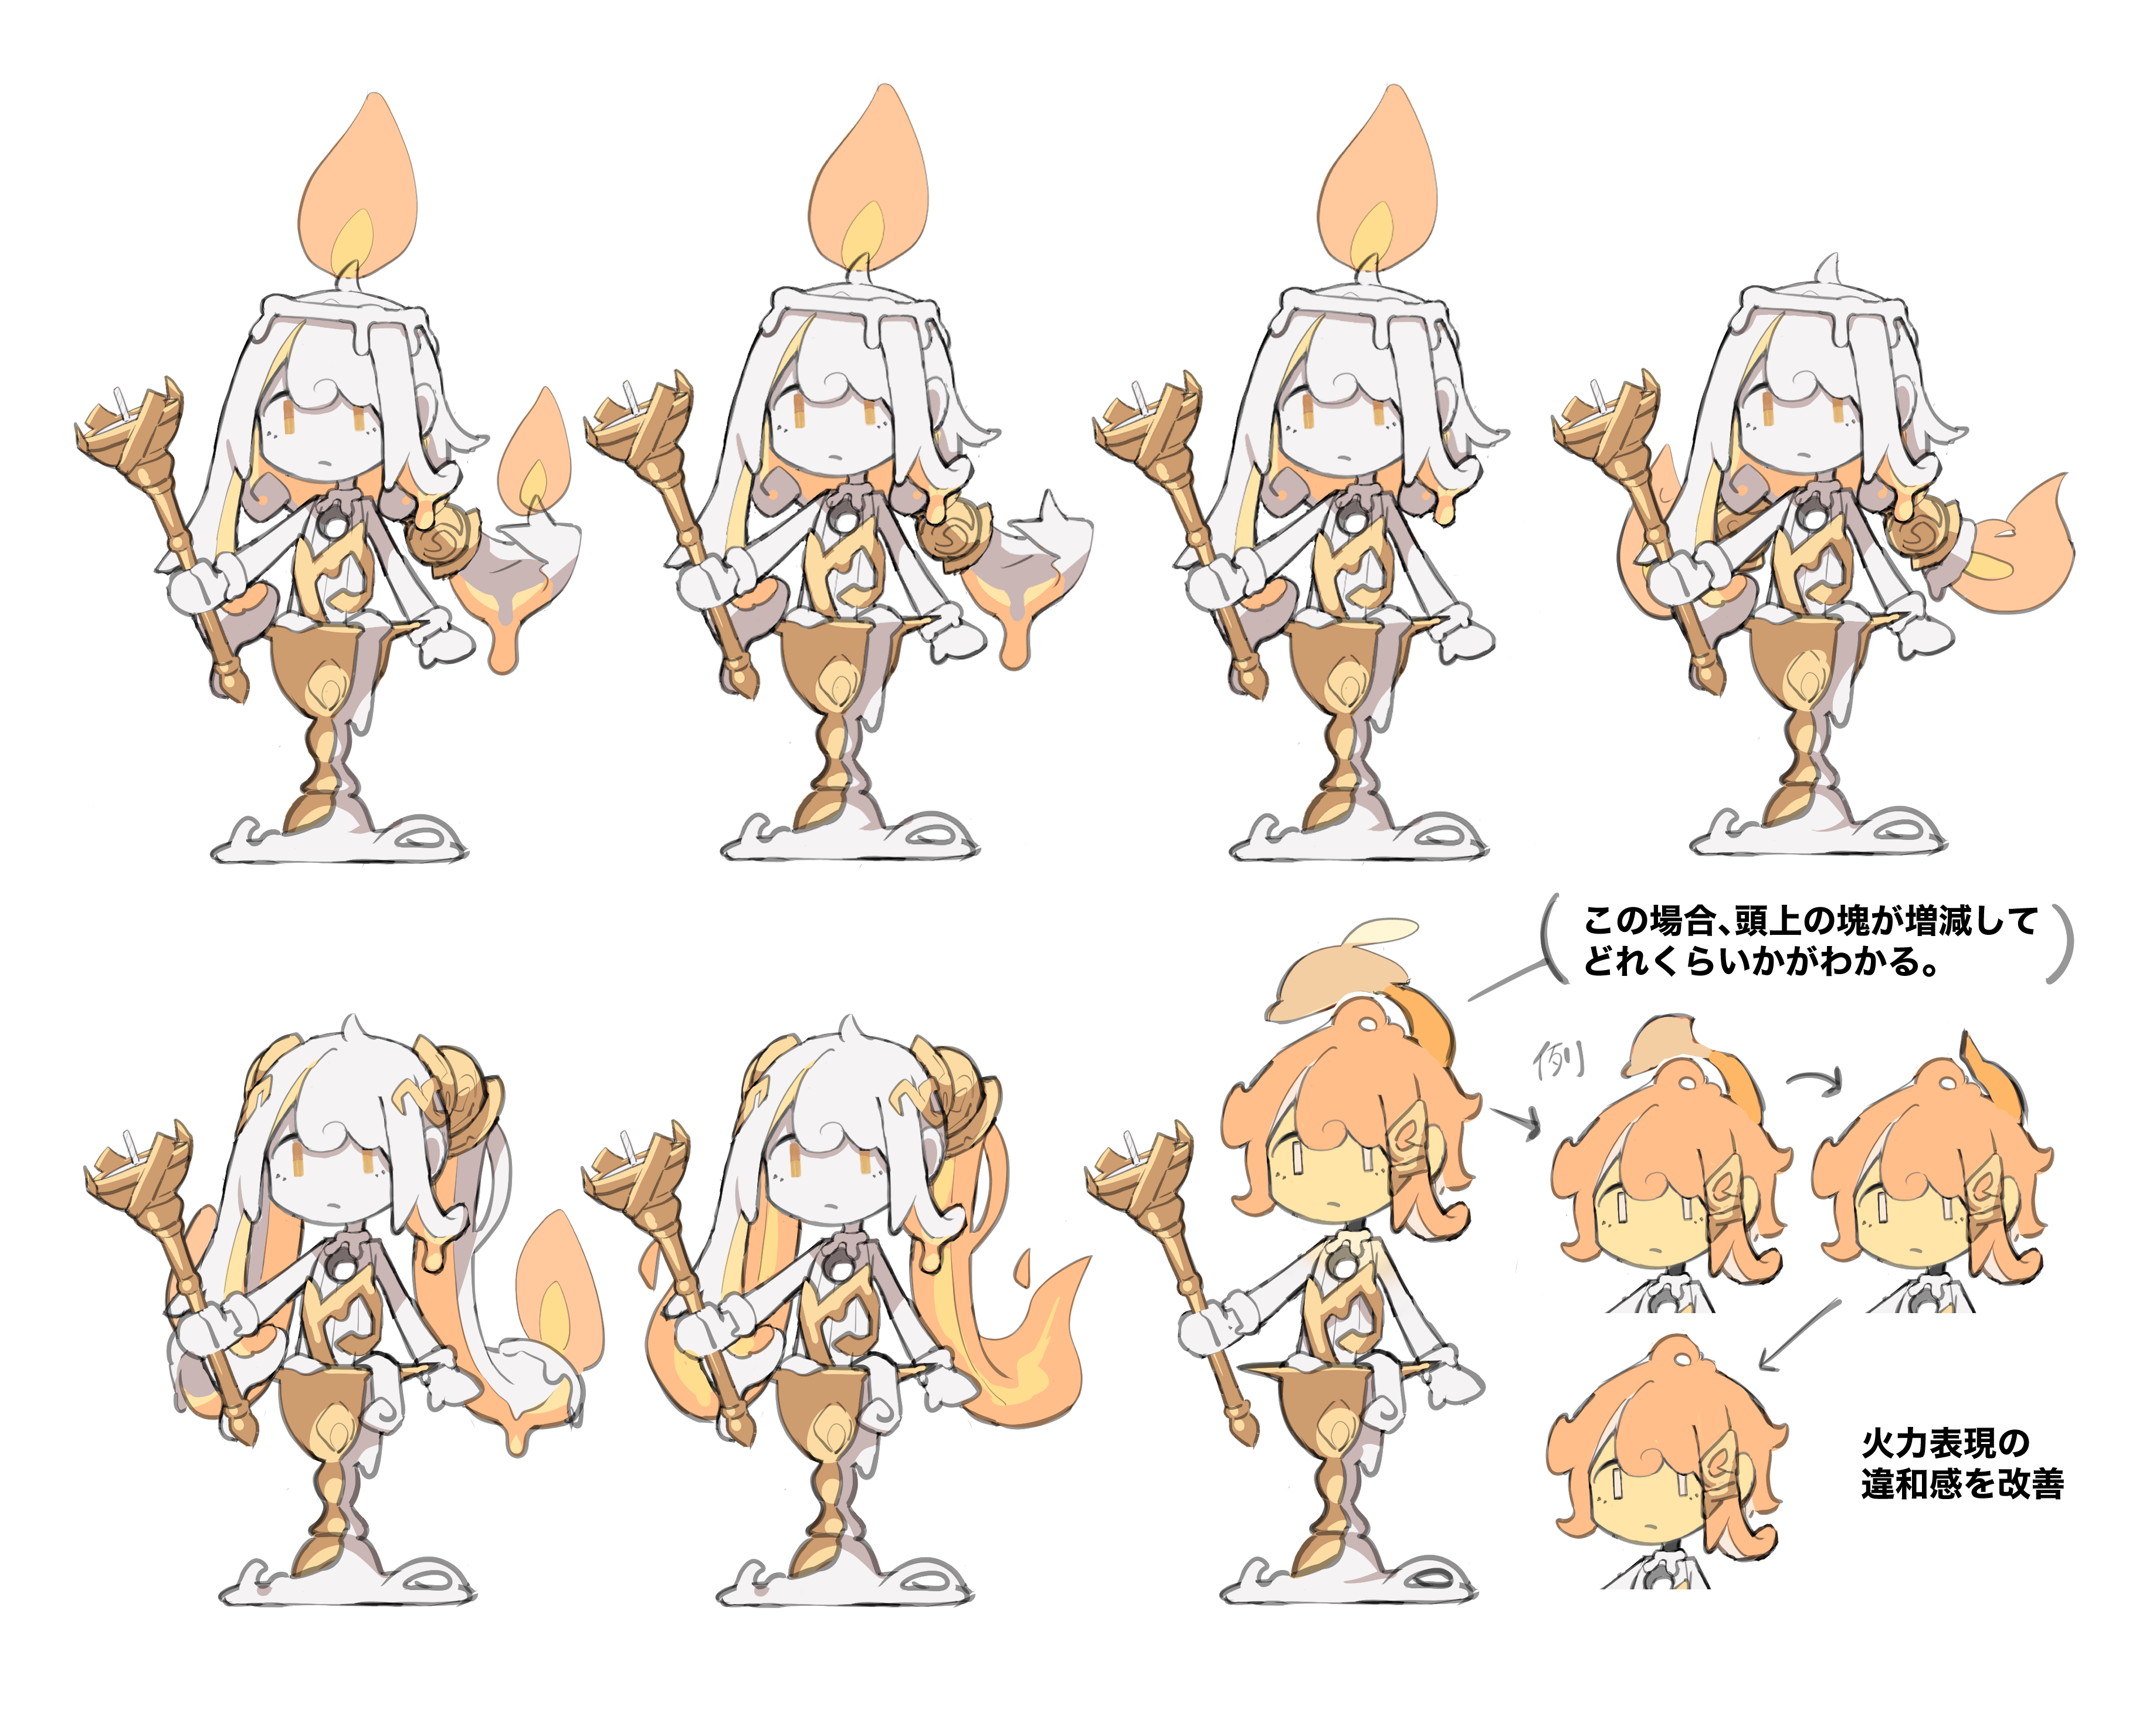 この場合、頭上の塊が増減して
どれくらいかがわかる。
例
火力表現の
違和感を改善